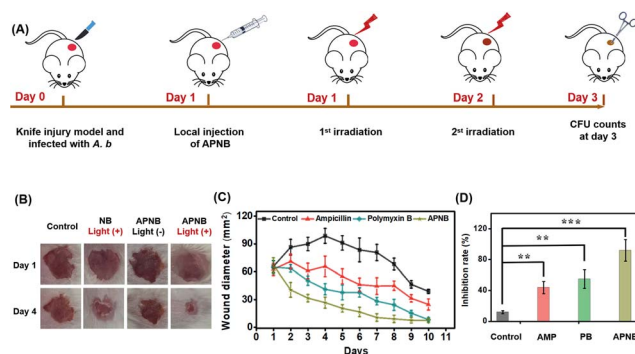 (A)
Day 0
Day 1
Day 1
Day 2
Day 3
Knife injury model and
infected with A. b
Local injection
of APNB
1st irradiation
2st irradiation
CFU counts
at day 3
(B)
Control
NB
Light (+)
APNB
Light (-)
APNB
Light (+)
Day 1
Day 4
(C)
Control
Ampicillin
Polymyxin B
APNB
Wound diameter (mm2)
120
90
60
30
0
0 1 2 3 4 5 6 7 8 9 10 11
Days
(D)
Inhibition rate (%)
120
80
40
0
***
**
**
Control AMP PB APNB